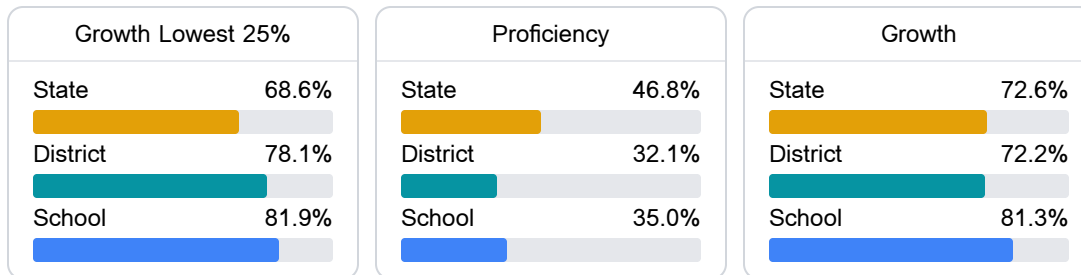 Growth Lowest 25%
State 68.6%
District 78.1%
School 81.9%
Proficiency
State 46.8%
District 32.1%
School 35.0%
Growth
State 72.6%
District 72.2%
School 81.3%